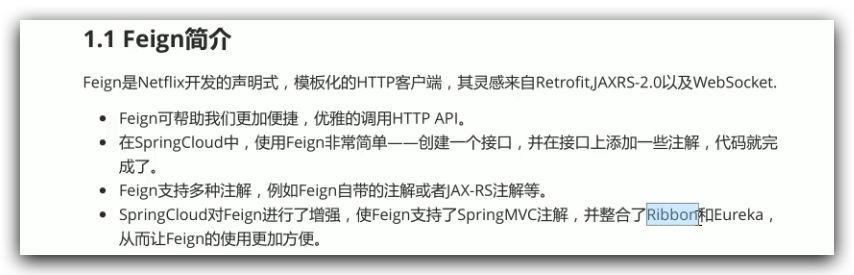 1.1 Feign简介
Feign是Netflix开发的声明式，模板化的HTTP客户端，其灵感来自Retrofit,JAXRS-2.0以及WebSocket.
• Feign可帮助我们更加便捷，优雅的调用HTTP API。
• 在SpringCloud中，使用Feign非常简单——创建一个接口，并在接口上添加一些注解，代码就完
成了。
• Feign支持多种注解，例如Feign自带的注解或者JAX-RS注解等。
• SpringCloud对Feign进行了增强，使Feign支持了SpringMVC注解，并整合了Ribbon和Eureka，
从而让Feign的使用更加方便。